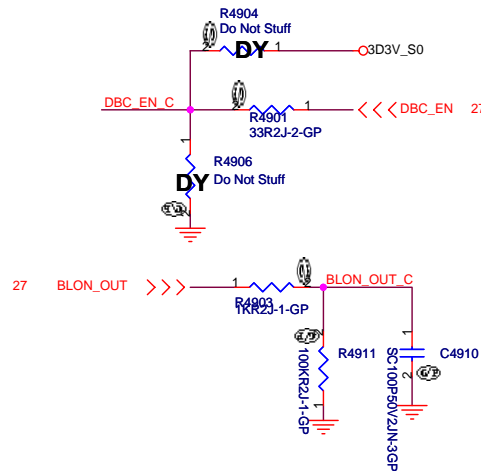 R4904
Do Not Stuff
2 DY 1 3D3V_S0
DBC_EN_C
2 1 DBC_EN 27
R4901
33R2J-2-GP
1
R4906
DY Do Not Stuff
2
27 BLON_OUT 1 2 BLON_OUT_C
R4903
1KR2J-1-GP
2
R4911
100KR2J-1-GP
1
1
C4910
SC100P50V2JN-3GP
2